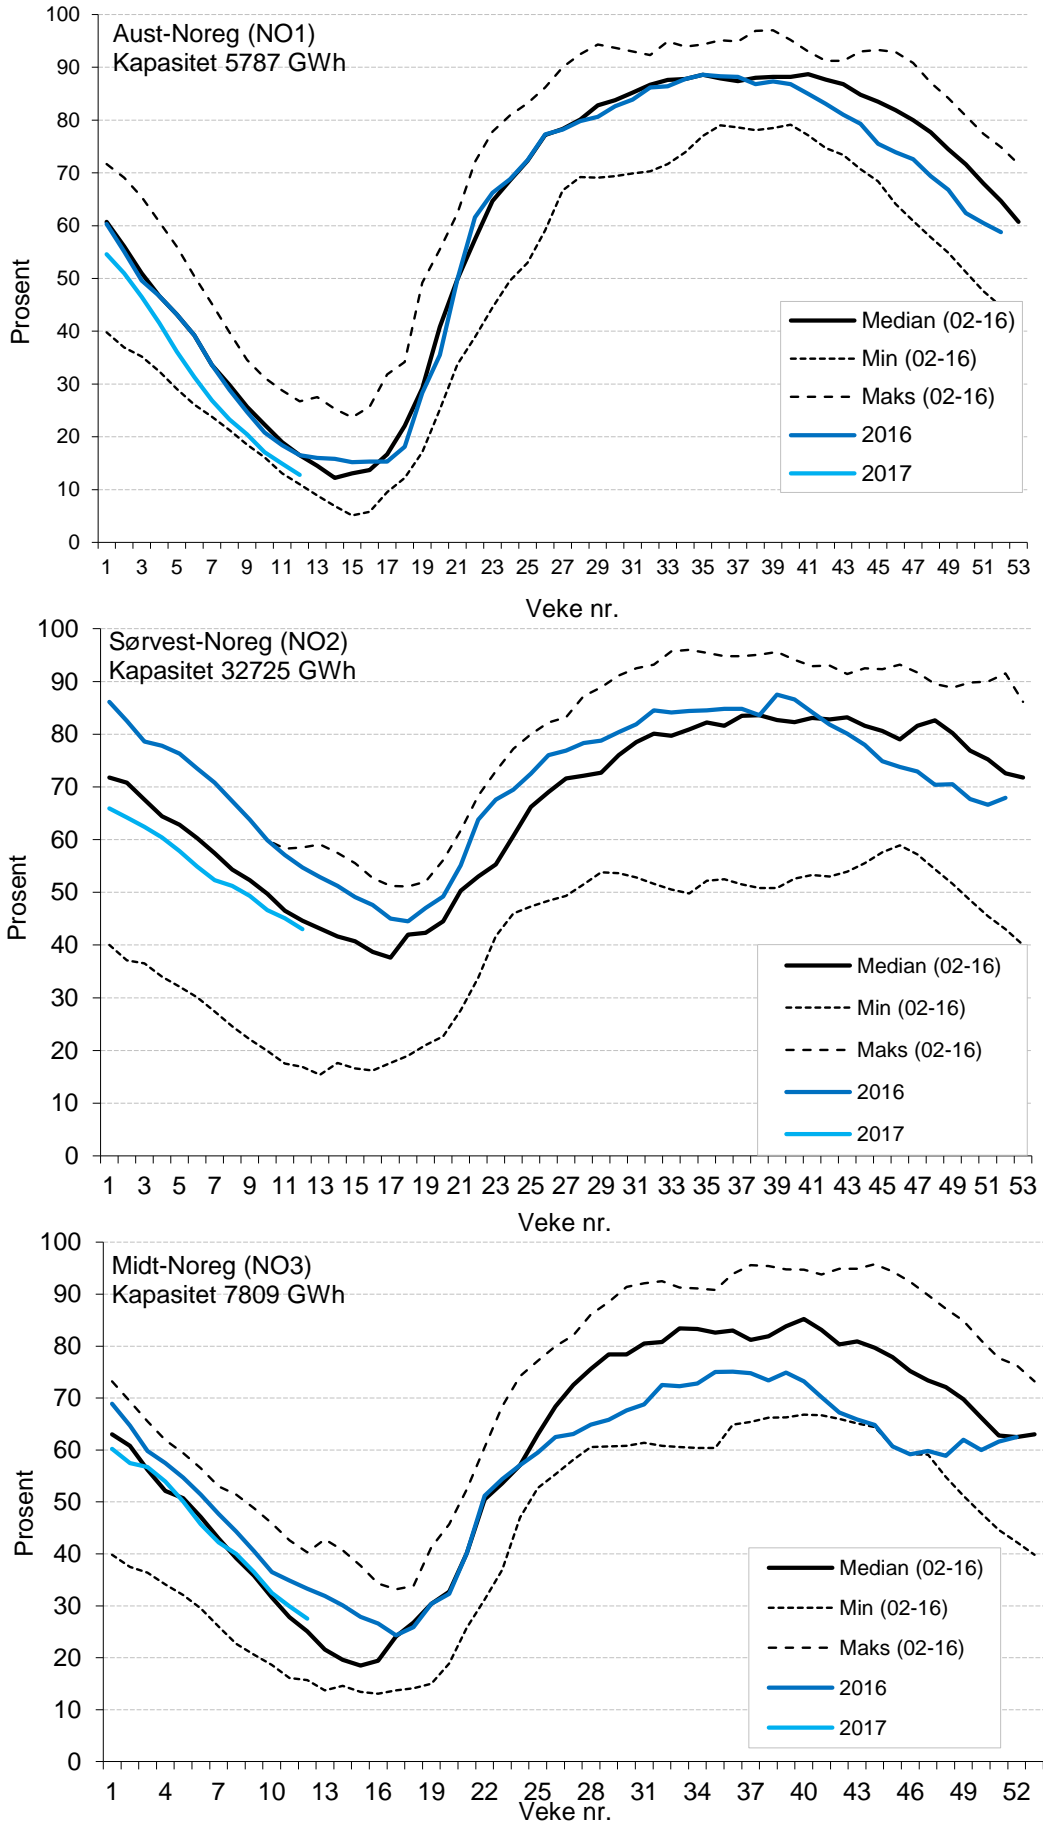 Aust-Noreg (NO1)
Kapasitet 5787 GWh
Prosent
100
90
80
70
60
50
40
30
20
10
0
Median (02-16)
Min (02-16)
Maks (02-16)
2016
2017
1 3 5 7 9 11 13 15 17 19 21 23 25 27 29 31 33 35 37 39 41 43 45 47 49 51 53
Veke nr.
Sørvest-Noreg (NO2)
Kapasitet 32725 GWh
Prosent
100
90
80
70
60
50
40
30
20
10
0
Median (02-16)
Min (02-16)
Maks (02-16)
2016
2017
1 3 5 7 9 11 13 15 17 19 21 23 25 27 29 31 33 35 37 39 41 43 45 47 49 51 53
Veke nr.
Midt-Noreg (NO3)
Kapasitet 7809 GWh
Prosent
100
90
80
70
60
50
40
30
20
10
0
Median (02-16)
Min (02-16)
Maks (02-16)
2016
2017
1 4 7 10 13 16 19 22 25 28 31 34 37 40 43 46 49 52
Veke nr.